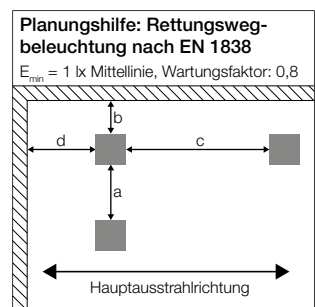 Planungshilfe: Rettungsweg-
beleuchtung nach EN 1838
Emin = 1 lx Mittellinie, Wartungsfaktor: 0,8
b
d
c
a
Hauptausstrahlrichtung